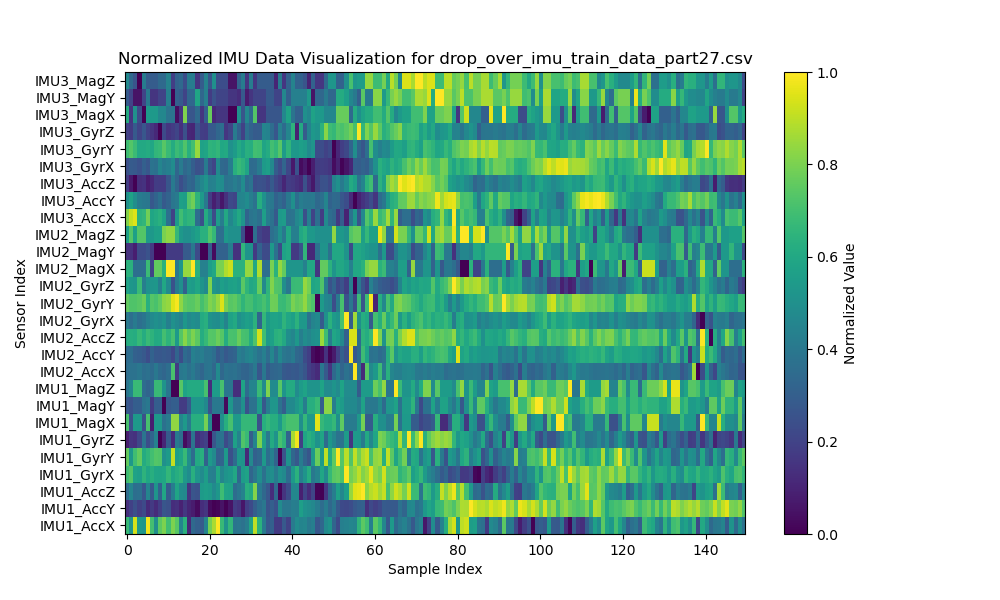 Normalized IMU Data Visualization for drop_over_imu_train_data_part27.csv
IMU3_MagZ
IMU3_MagY
IMU3_MagX
IMU3_GyrZ
IMU3_GyrY
IMU3_GyrX
IMU3_AccZ
IMU3_AccY
IMU3_AccX
IMU2_MagZ
IMU2_MagY
IMU2_MagX
IMU2_GyrZ
IMU2_GyrY
IMU2_GyrX
IMU2_AccZ
IMU2_AccY
IMU2_AccX
IMU1_MagZ
IMU1_MagY
IMU1_MagX
IMU1_GyrZ
IMU1_GyrY
IMU1_GyrX
IMU1_AccZ
IMU1_AccY
IMU1_AccX
Sensor Index
0 20 40 60 80 100 120 140
Sample Index
1.0
0.8
0.6
0.4
0.2
0.0
Normalized Value